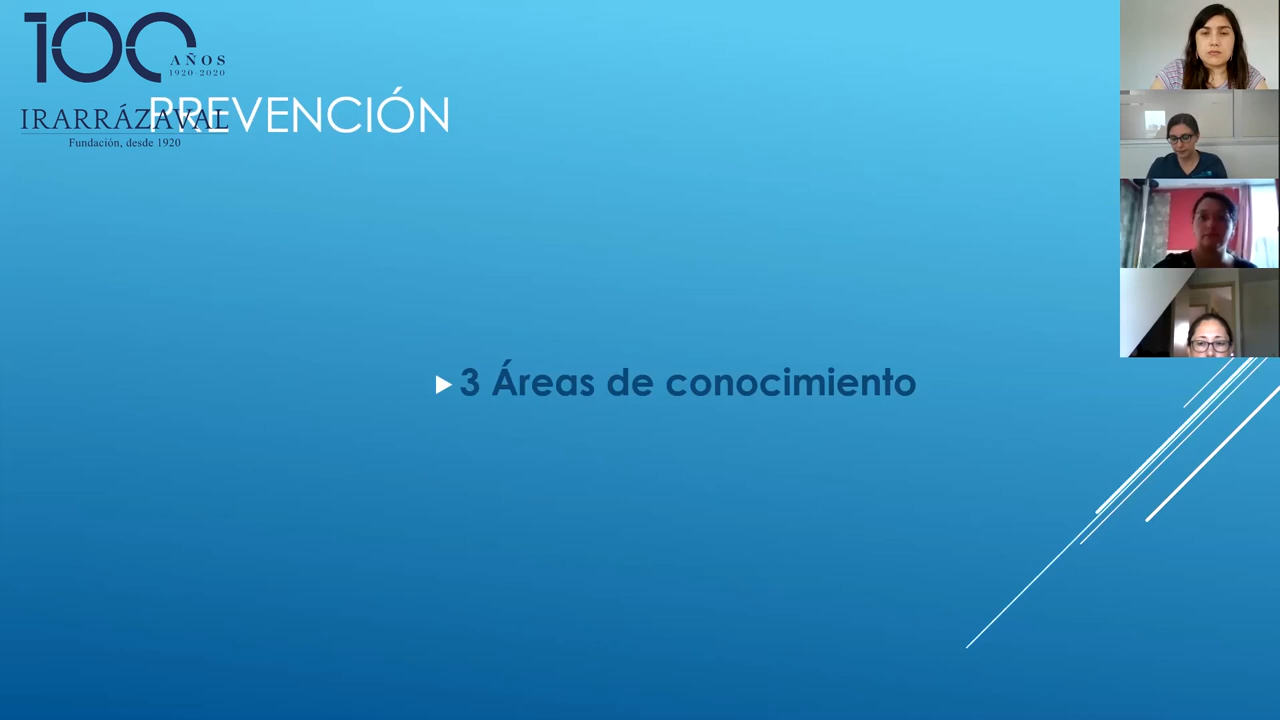 100
AÑOS
1920-2020
PREVENCIÓN
IRARRÁZAVAL
Fundación, desde 1920
3 Áreas de conocimiento